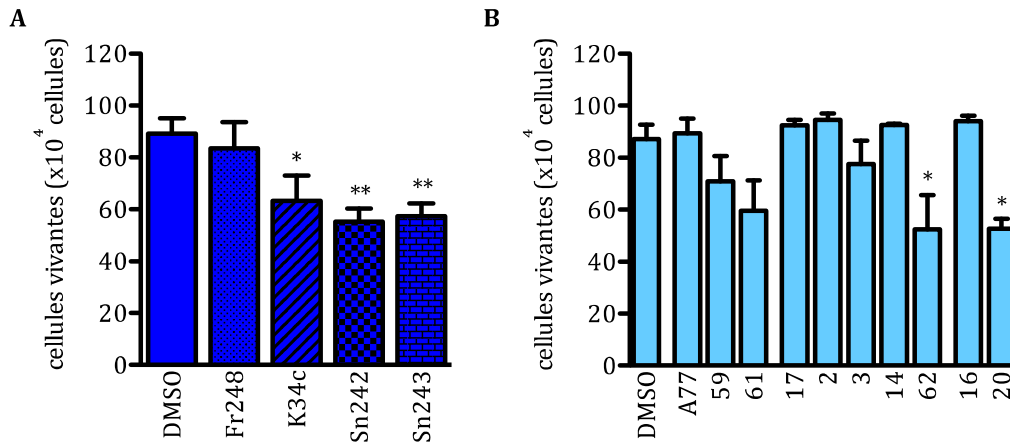 A
cellules vivantes (x10⁴ cellules)
120
100
80
60
40
20
0
*
**
**
DMSO
Fr248
K34c
Sn242
Sn243
B
cellules vivantes (x10⁴ cellules)
120
100
80
60
40
20
0
*
*
DMSO
A77
59
61
17
2
3
14
62
16
20